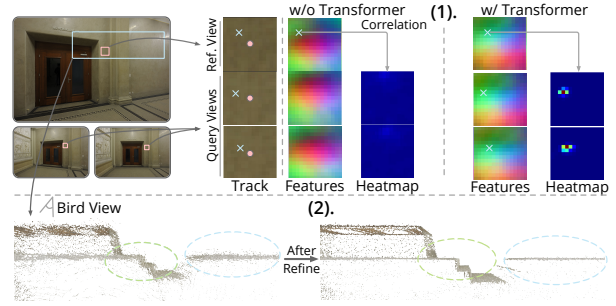 w/o Transformer
(1).
w/ Transformer
Correlation
Ref. View
Query Views
Track
Features
Heatmap
Features
Heatmap
Bird View
(2).
After
Refine